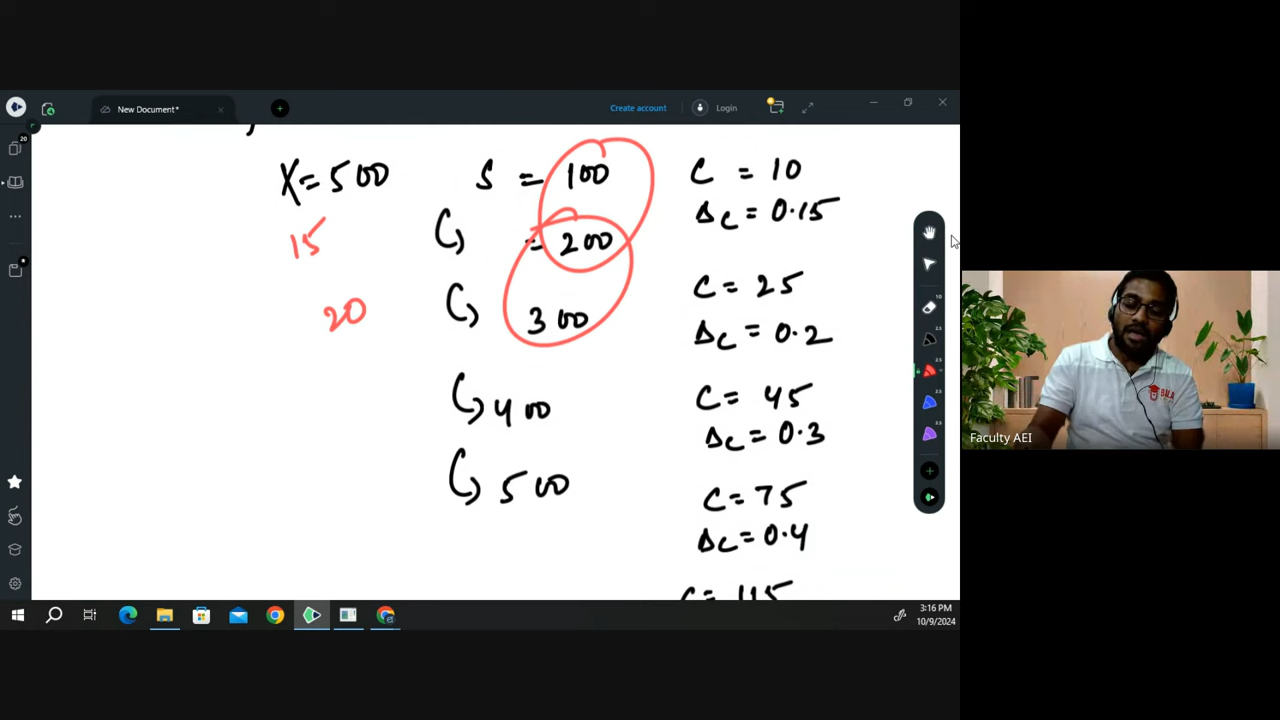 New Document*
Create account
Login
X = 500
S = 100
C = 10
Δc = 0.15
15
= 200
C = 25
Δc = 0.2
20
300
C = 45
Δc = 0.3
400
C = 75
Δc = 0.4
500
C = 115
Faculty AEI
3:16 PM
10/9/2024